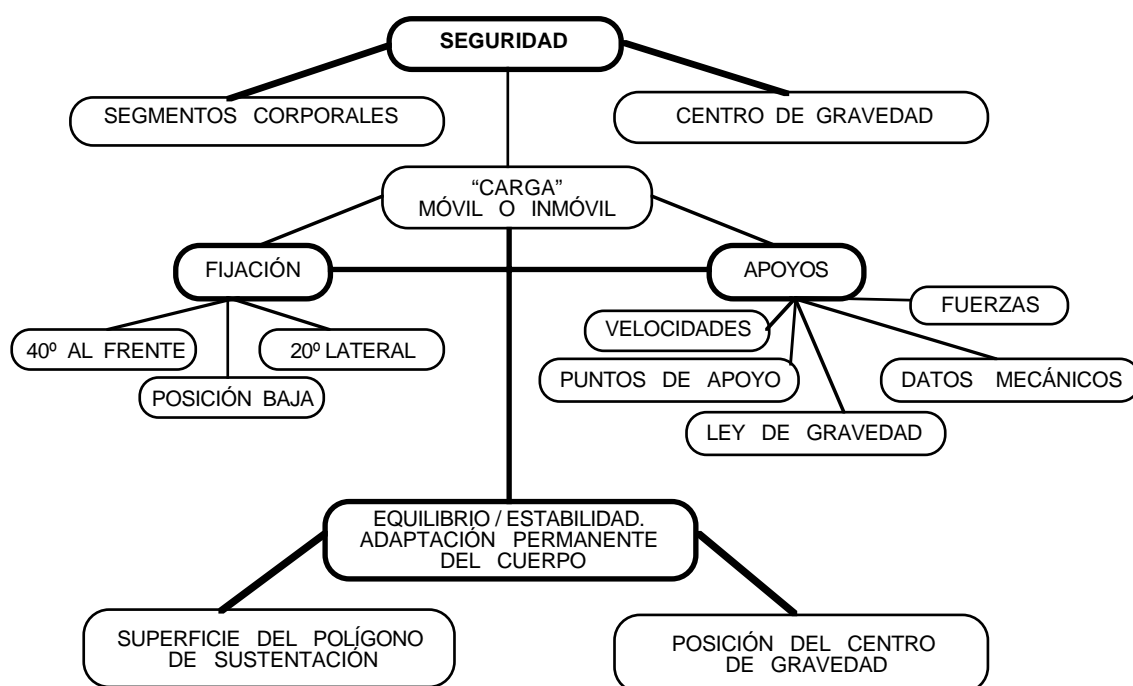 SEGURIDAD
SEGMENTOS CORPORALES
CENTRO DE GRAVEDAD
“CARGA”
MÓVIL O INMÓVIL
FIJACIÓN
APOYOS
FUERZAS
VELOCIDADES
40º AL FRENTE
20º LATERAL
PUNTOS DE APOYO
DATOS MECÁNICOS
POSICIÓN BAJA
LEY DE GRAVEDAD
EQUILIBRIO / ESTABILIDAD.
ADAPTACIÓN PERMANENTE
DEL CUERPO
SUPERFICIE DEL POLÍGONO
DE SUSTENTACIÓN
POSICIÓN DEL CENTRO
DE GRAVEDAD